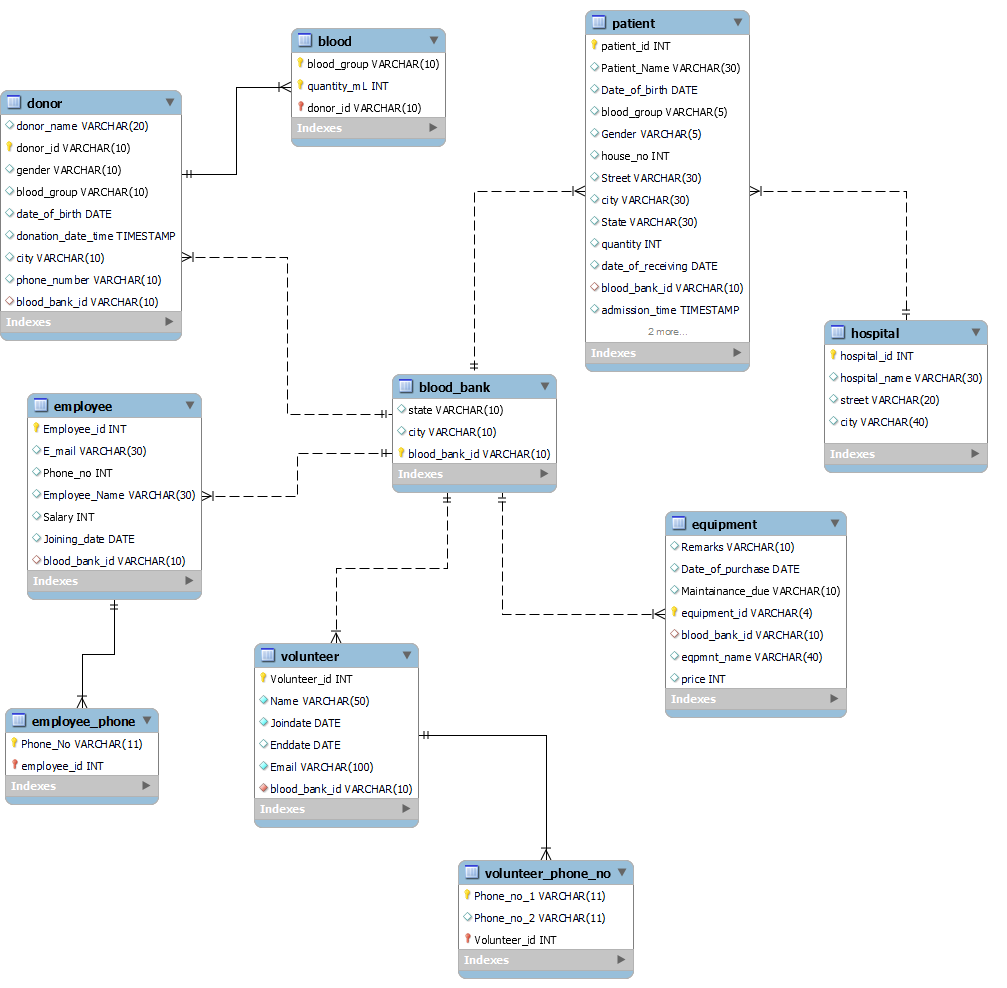 blood
blood_group VARCHAR(10)
quantity_mL INT
donor_id VARCHAR(10)
Indexes
patient
patient_id INT
Patient_Name VARCHAR(30)
Date_of_birth DATE
blood_group VARCHAR(5)
Gender VARCHAR(5)
house_no INT
Street VARCHAR(30)
city VARCHAR(30)
State VARCHAR(30)
quantity INT
date_of_receiving DATE
blood_bank_id VARCHAR(10)
admission_time TIMESTAMP
2 more...
Indexes
donor
donor_name VARCHAR(20)
donor_id VARCHAR(10)
gender VARCHAR(10)
blood_group VARCHAR(10)
date_of_birth DATE
donation_date_time TIMESTAMP
city VARCHAR(10)
phone_number VARCHAR(10)
blood_bank_id VARCHAR(10)
Indexes
hospital
hospital_id INT
hospital_name VARCHAR(30)
street VARCHAR(20)
city VARCHAR(40)
Indexes
blood_bank
state VARCHAR(10)
city VARCHAR(10)
blood_bank_id VARCHAR(10)
Indexes
employee
Employee_id INT
E_mail VARCHAR(30)
Phone_no INT
Employee_Name VARCHAR(30)
Salary INT
Joining_date DATE
blood_bank_id VARCHAR(10)
Indexes
equipment
Remarks VARCHAR(10)
Date_of_purchase DATE
Maintainance_due VARCHAR(10)
equipment_id VARCHAR(4)
blood_bank_id VARCHAR(10)
eqpmnt_name VARCHAR(40)
price INT
Indexes
volunteer
Volunteer_id INT
Name VARCHAR(50)
Joindate DATE
Enddate DATE
Email VARCHAR(100)
blood_bank_id VARCHAR(10)
Indexes
employee_phone
Phone_No VARCHAR(11)
employee_id INT
Indexes
volunteer_phone_no
Phone_no_1 VARCHAR(11)
Phone_no_2 VARCHAR(11)
Volunteer_id INT
Indexes